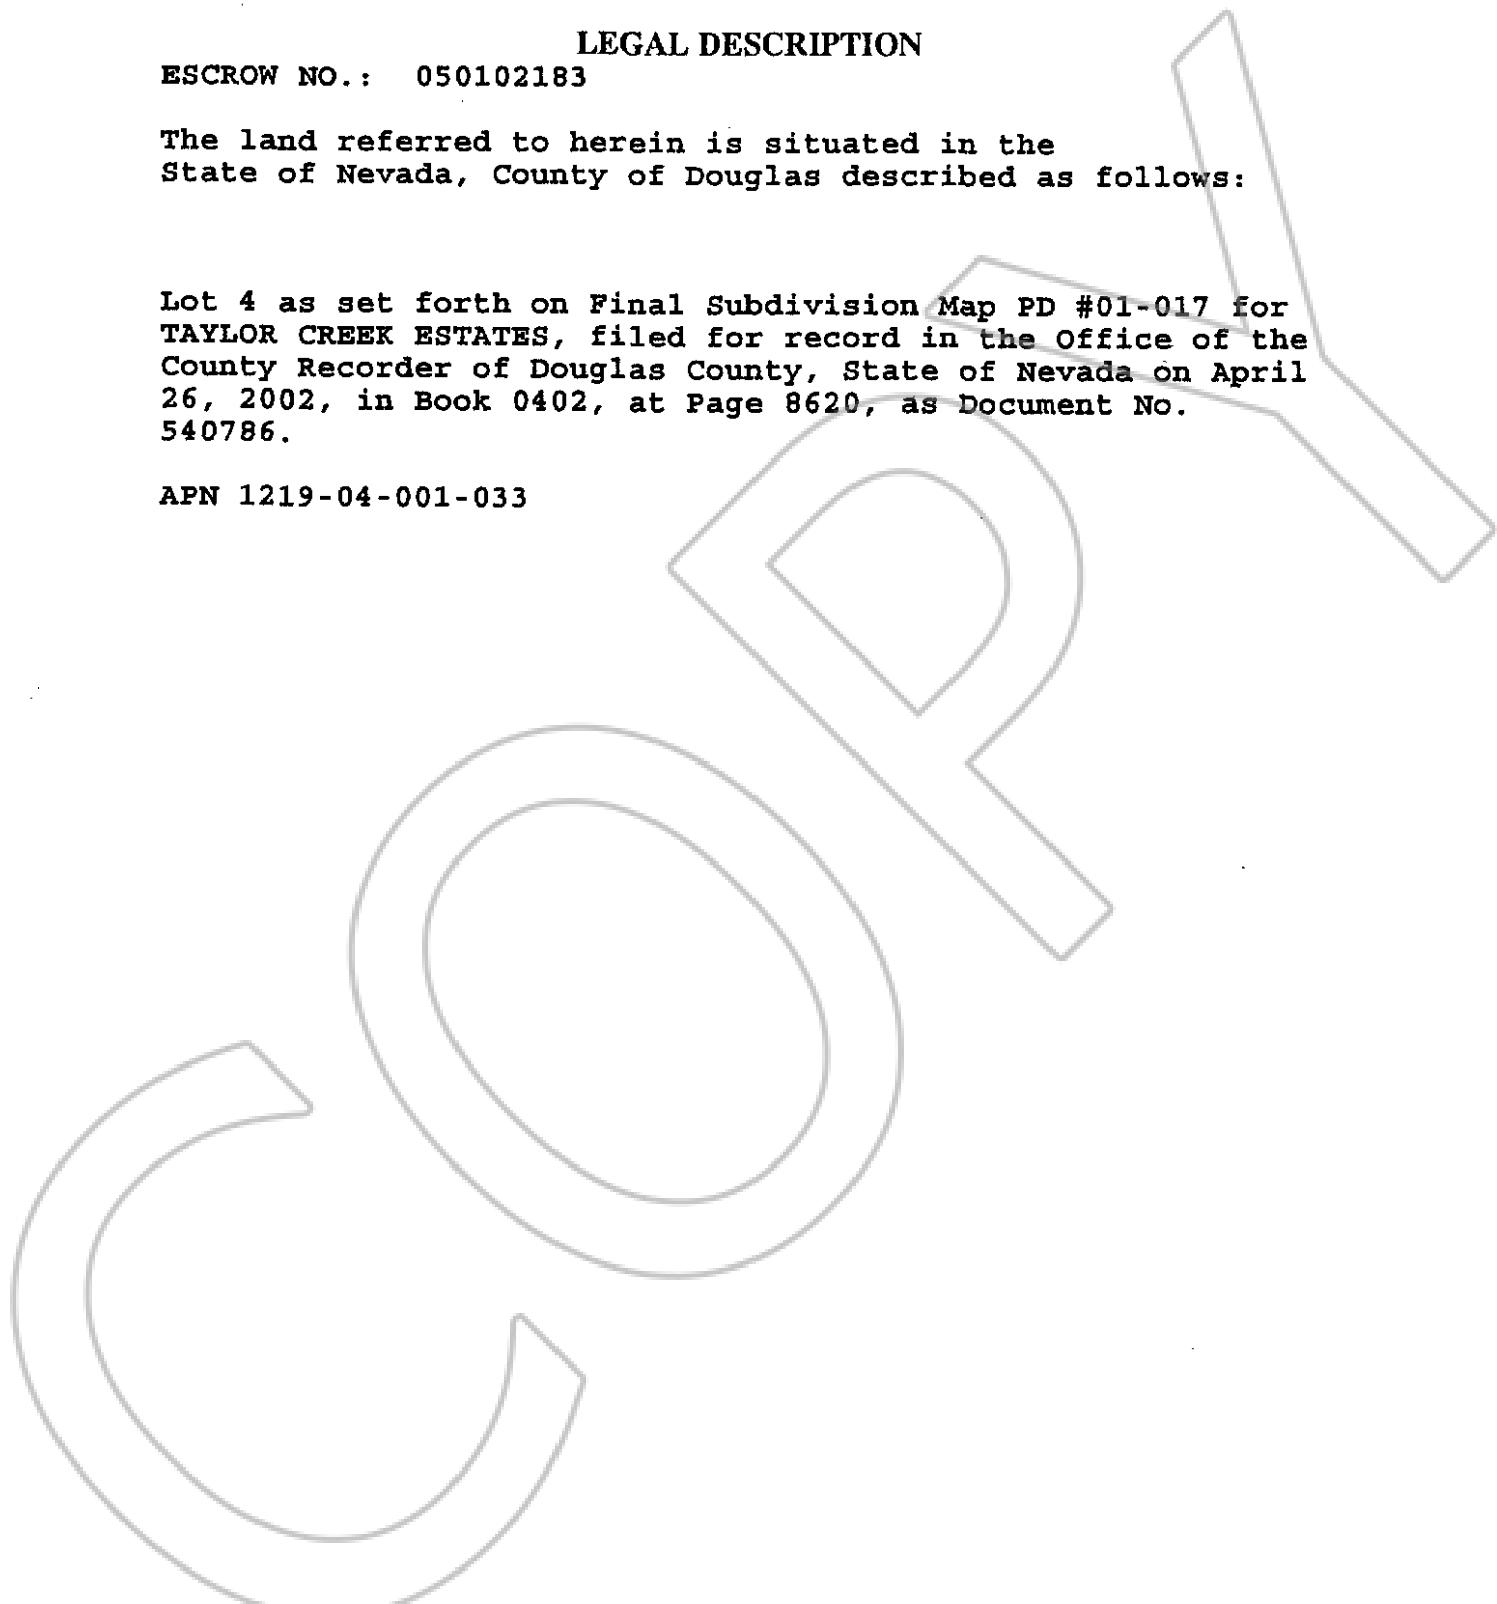 LEGAL DESCRIPTION
ESCROW NO.: 050102183
The land referred to herein is situated in the
State of Nevada, County of Douglas described as follows:
Lot 4 as set forth on Final Subdivision Map PD #01-017 for
TAYLOR CREEK ESTATES, filed for record in the Office of the
County Recorder of Douglas County, State of Nevada on April
26, 2002, in Book 0402, at Page 8620, as Document No.
540786.
APN 1219-04-001-033
COPY